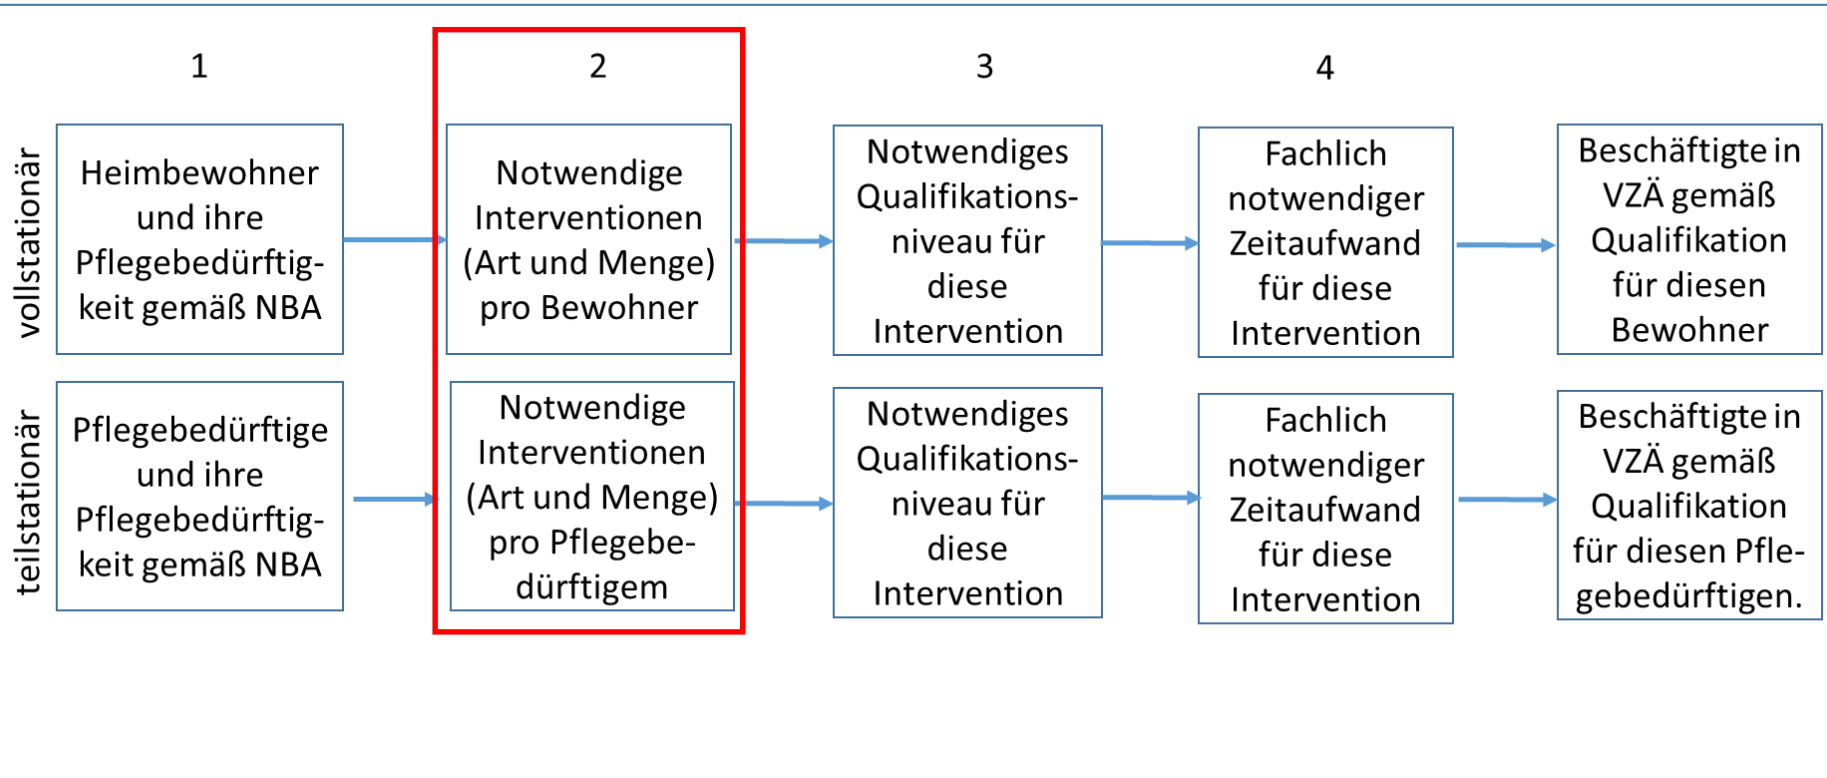 1
2
3
4
vollstationär
Heimbewohner
und ihre
Pflegebedürftig-
keit gemäß NBA
Notwendige
Interventionen
(Art und Menge)
pro Bewohner
Notwendiges
Qualifikations-
niveau für
diese
Intervention
Fachlich
notwendiger
Zeitaufwand
für diese
Intervention
Beschäftigte in
VZÄ gemäß
Qualifikation
für diesen
Bewohner
teilstationär
Pflegebedürftige
und ihre
Pflegebedürftig-
keit gemäß NBA
Notwendige
Interventionen
(Art und Menge)
pro Pflegebe-
dürftigem
Notwendiges
Qualifikations-
niveau für
diese
Intervention
Fachlich
notwendiger
Zeitaufwand
für diese
Intervention
Beschäftigte in
VZÄ gemäß
Qualifikation
für diesen Pfle-
gebedürftigen.